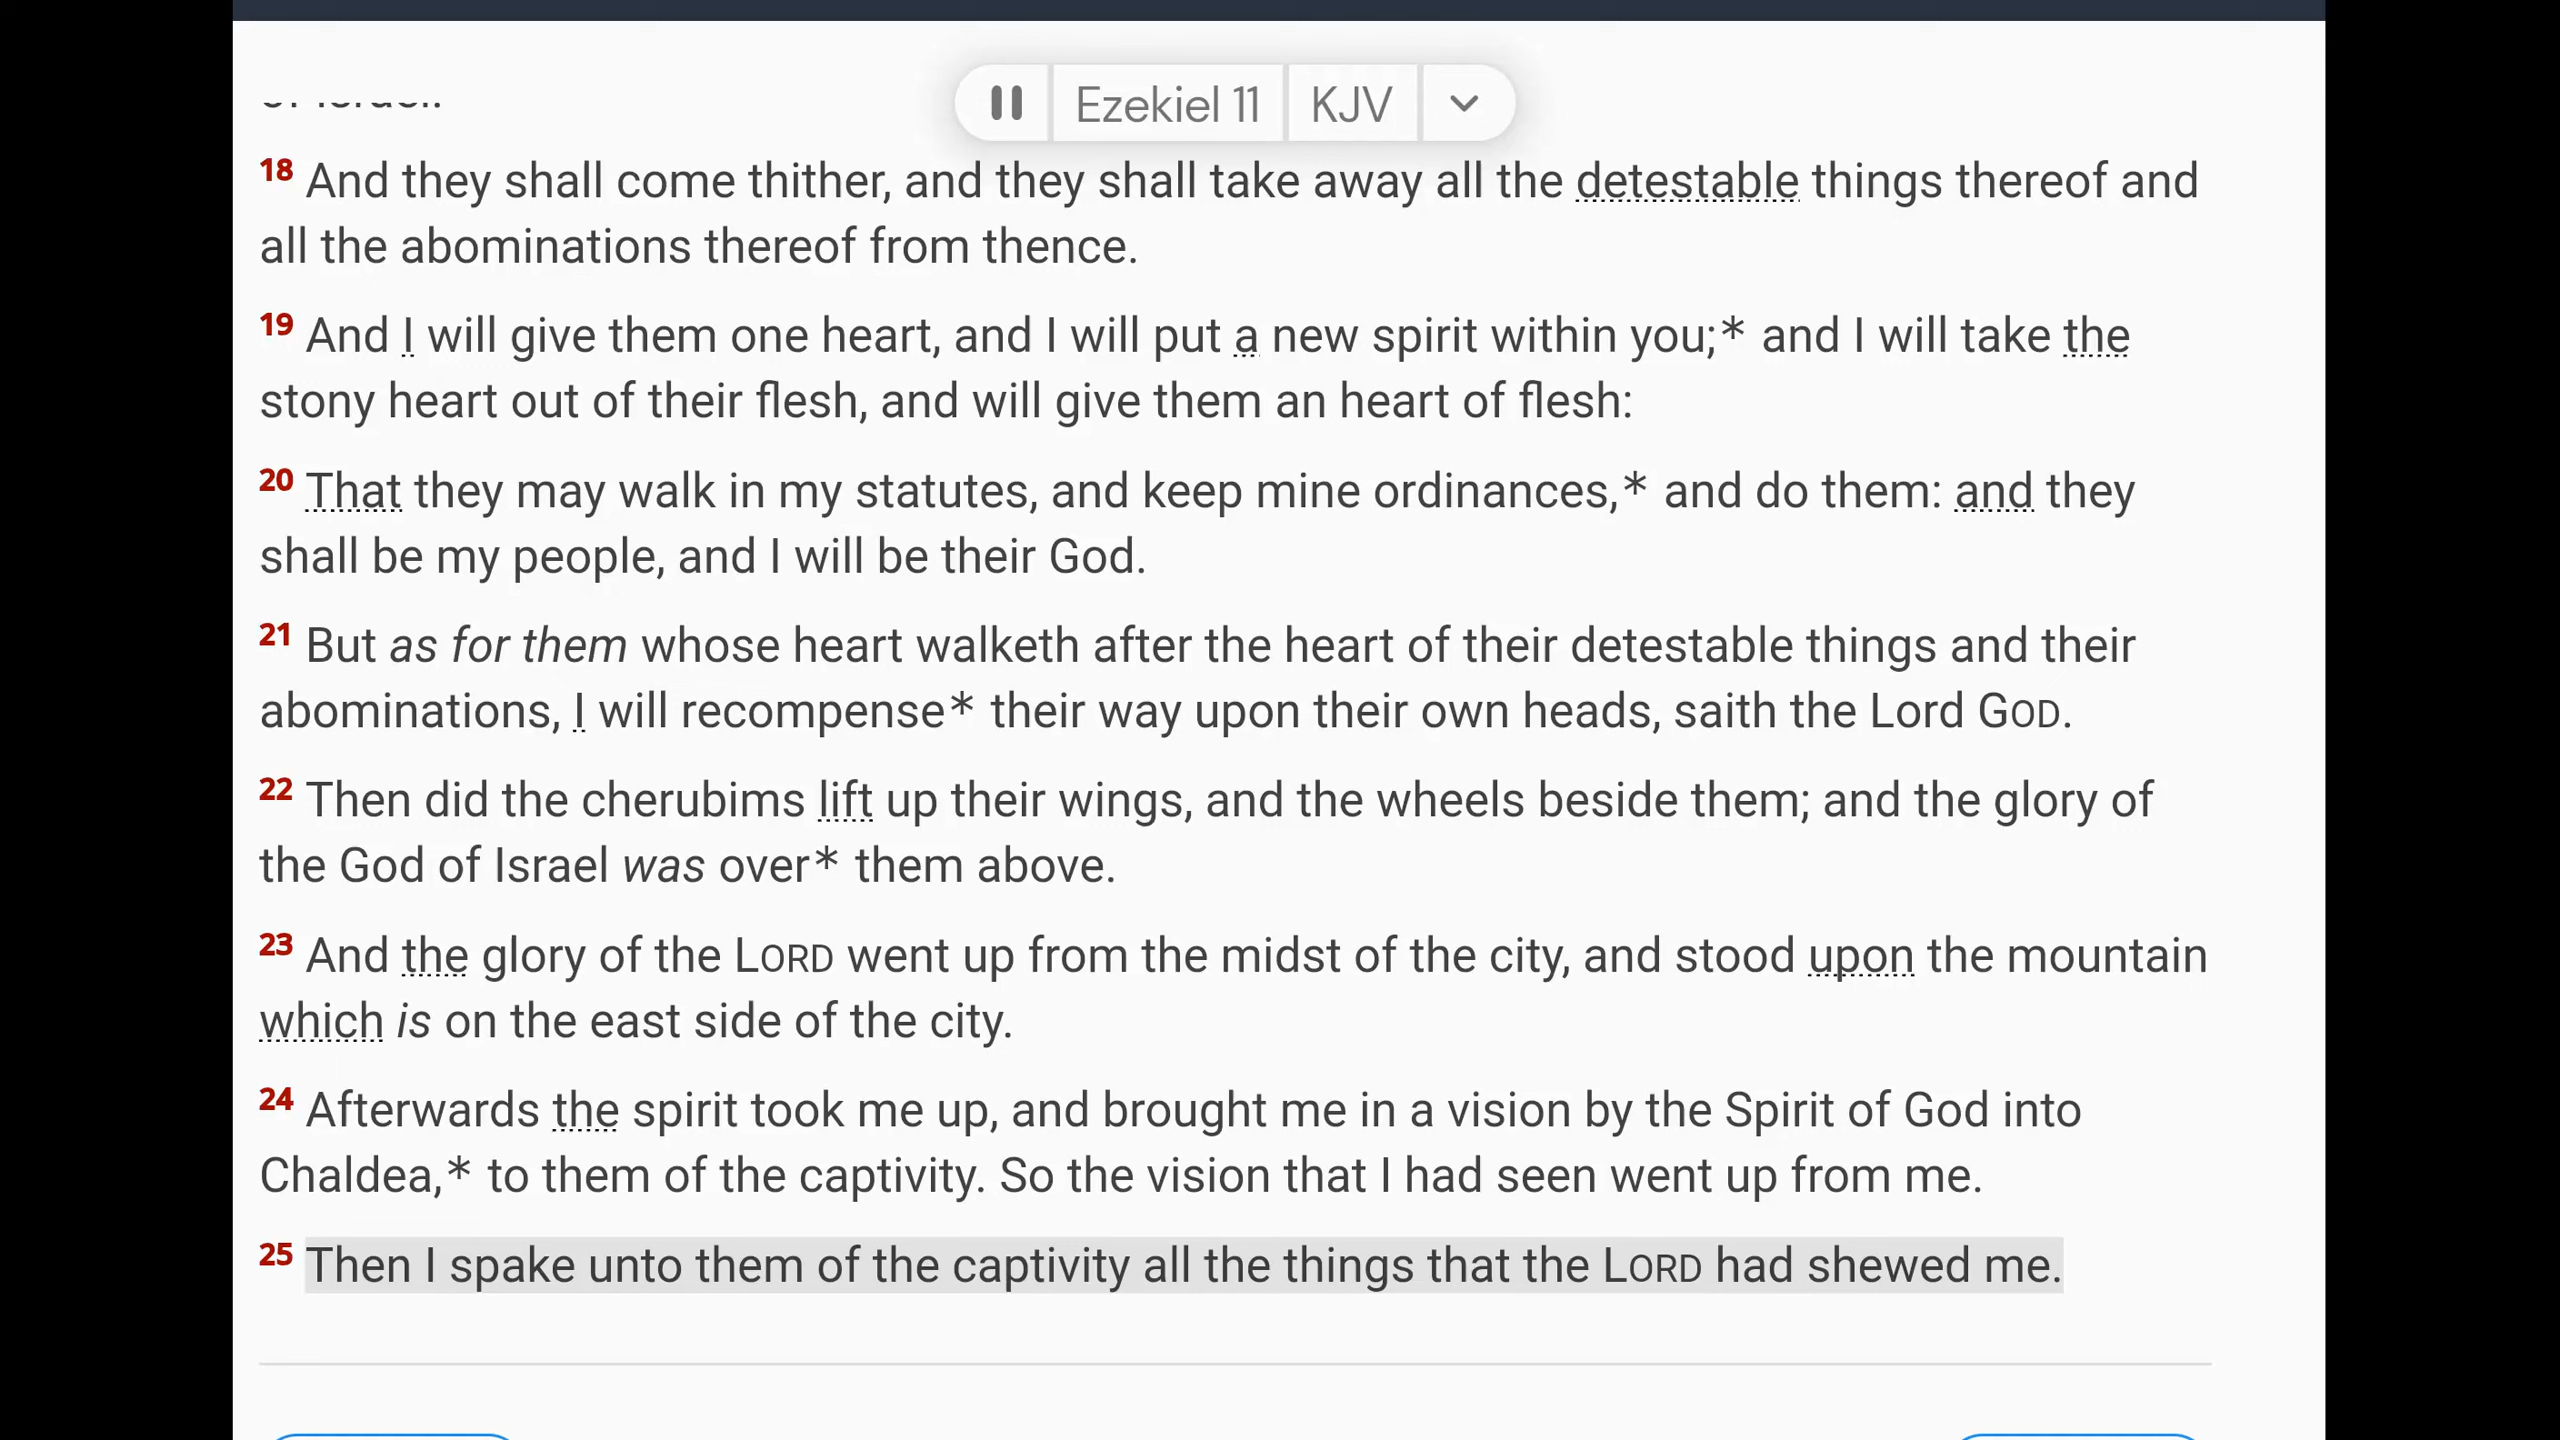 Ezekiel 11 KJV
18 And they shall come thither, and they shall take away all the detestable things thereof and
all the abominations thereof from thence.
19 And I will give them one heart, and I will put a new spirit within you;* and I will take the
stony heart out of their flesh, and will give them an heart of flesh:
20 That they may walk in my statutes, and keep mine ordinances,* and do them: and they
shall be my people, and I will be their God.
21 But as for them whose heart walketh after the heart of their detestable things and their
abominations, I will recompense* their way upon their own heads, saith the Lord GOD.
22 Then did the cherubims lift up their wings, and the wheels beside them; and the glory of
the God of Israel was over* them above.
23 And the glory of the LORD went up from the midst of the city, and stood upon the mountain
which is on the east side of the city.
24 Afterwards the spirit took me up, and brought me in a vision by the Spirit of God into
Chaldea,* to them of the captivity. So the vision that I had seen went up from me.
25 Then I spake unto them of the captivity all the things that the LORD had shewed me.